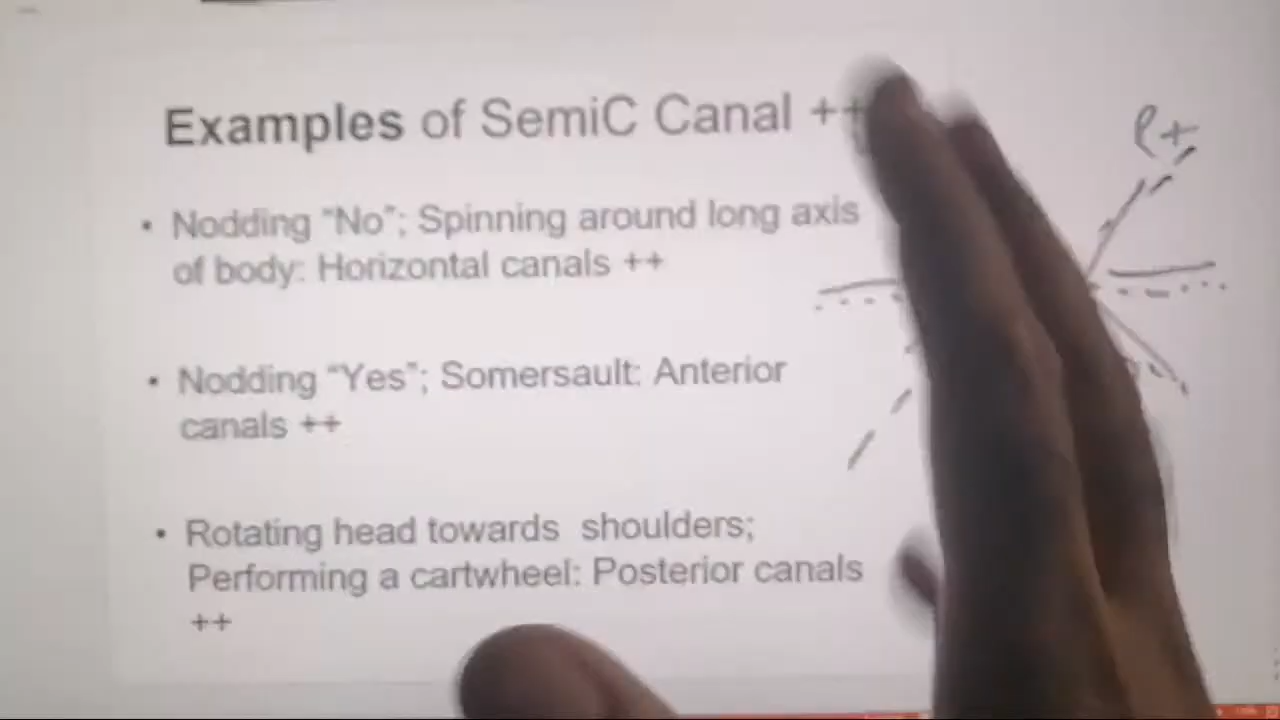 Examples of SemiC Canal ++
• Nodding “No”; Spinning around long axis
of body: Horizontal canals ++
• Nodding “Yes”; Somersault: Anterior
canals ++
• Rotating head towards shoulders;
Performing a cartwheel: Posterior canals
++